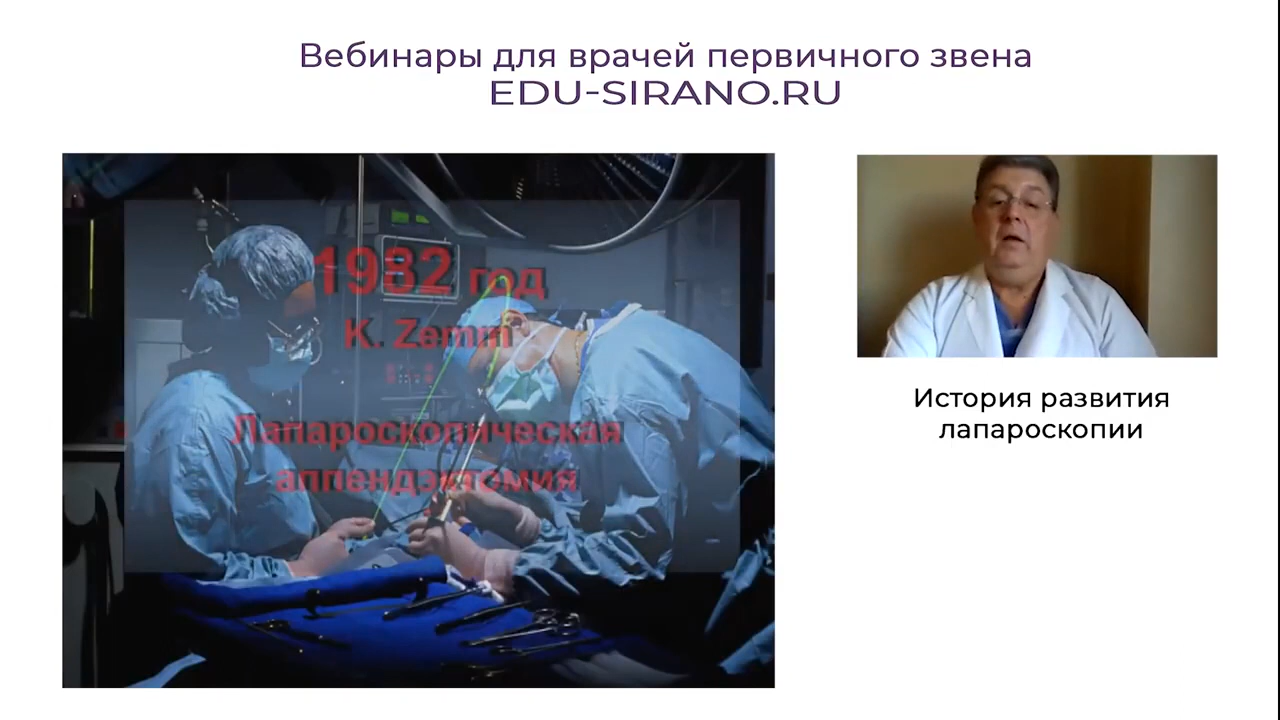 Вебинары для врачей первичного звена
EDU-SIRANO.RU
1982 год
K. Zemm
Лапароскопическая
аппендэктомия
История развития
лапароскопии